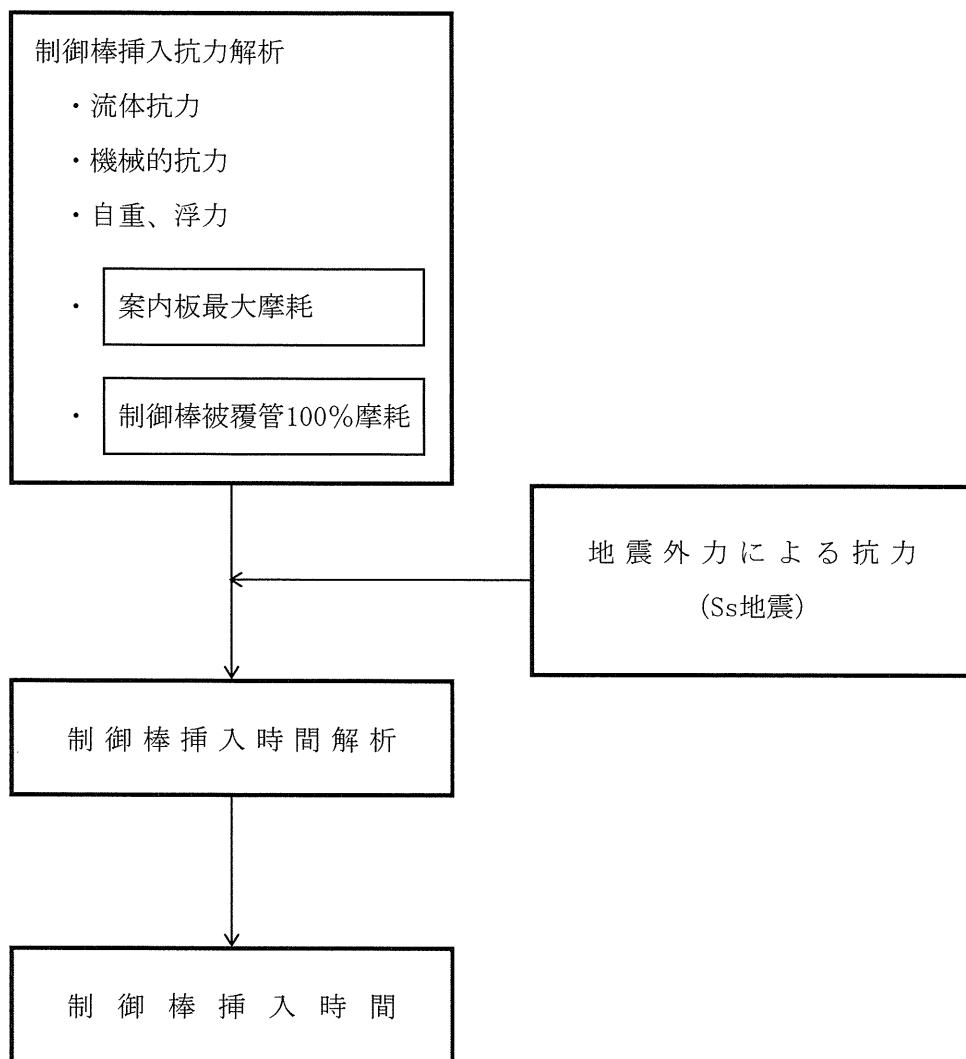 制御棒挿入抗力解析
・流体抗力
・機械的抗力
・自重、浮力
・ 案内板最大摩耗
・ 制御棒被覆管100％摩耗
地震外力による抗力
(Ss地震)
制御棒挿入時間解析
制御棒挿入時間